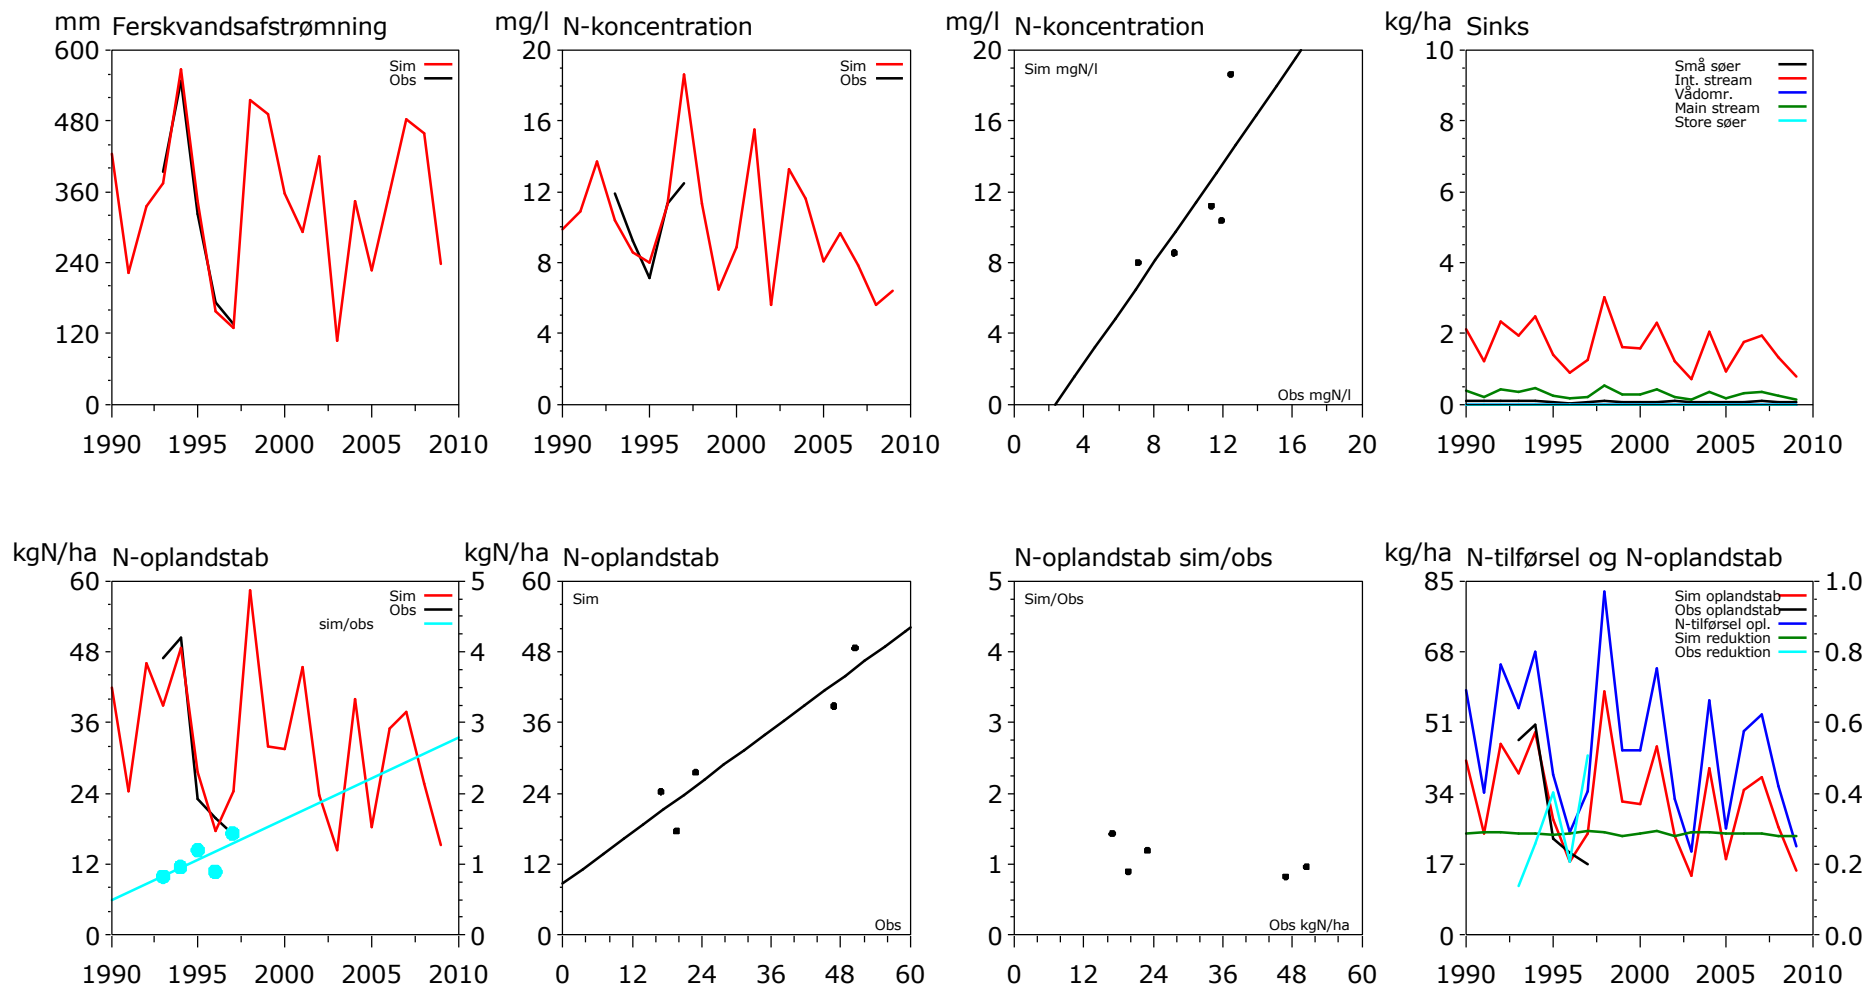 mm Ferskvandsafstrømning
600
480
360
240
120
0
Sim
Obs
1990 1995 2000 2005 2010
mg/l N-koncentration
20
16
12
8
4
0
Sim
Obs
1990 1995 2000 2005 2010
mg/l N-koncentration
20
16
12
8
4
0
Sim mgN/l
Obs mgN/l
0 4 8 12 16 20
kg/ha Sinks
10
8
6
4
2
0
Små søer
Int. stream
Vådomr.
Main stream
Store søer
1990 1995 2000 2005 2010
kgN/ha N-oplandstab
60
48
36
24
12
0
Sim
Obs
sim/obs
5
4
3
2
1
0
1990 1995 2000 2005 2010
kgN/ha N-oplandstab
60
48
36
24
12
0
Sim
Obs
0 12 24 36 48 60
N-oplandstab sim/obs
5
4
3
2
1
0
Sim/Obs
Obs kgN/ha
0 12 24 36 48 60
kg/ha N-tilførsel og N-oplandstab
85
68
51
34
17
0
Sim oplandstab
Obs oplandstab
N-tilførsel opl.
Sim reduktion
Obs reduktion
1.0
0.8
0.6
0.4
0.2
0.0
1990 1995 2000 2005 2010